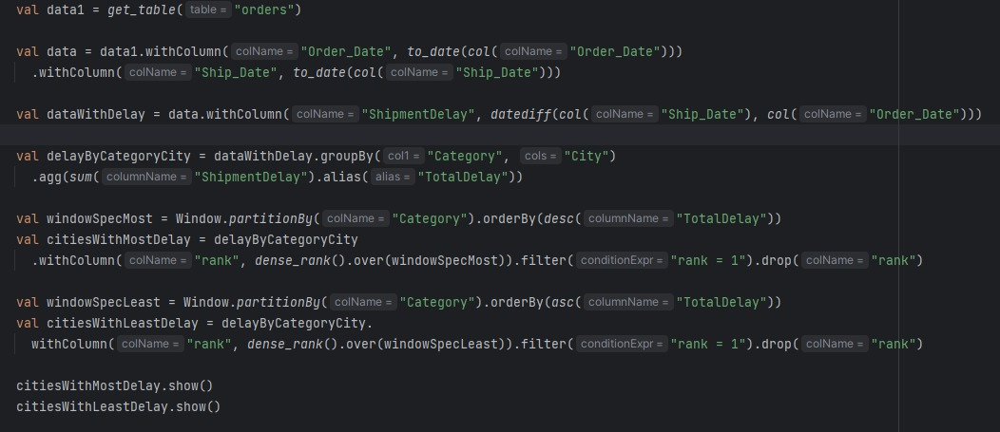 val data1 = get_table( table = "orders")
val data = data1.withColumn( colName = "Order_Date", to_date(col( colName = "Order_Date")))
.withColumn( colName = "Ship_Date", to_date(col( colName = "Ship_Date")))
val dataWithDelay = data.withColumn( colName = "ShipmentDelay", datediff(col( colName = "Ship_Date"), col( colName = "Order_Date")))
val delayByCategoryCity = dataWithDelay.groupBy( col1 = "Category", cols = "City")
.agg(sum( columnName = "ShipmentDelay").alias( alias = "TotalDelay"))
val windowSpecMost = Window.partitionBy( colName = "Category").orderBy(desc( columnName = "TotalDelay"))
val citiesWithMostDelay = delayByCategoryCity
.withColumn( colName = "rank", dense_rank().over(windowSpecMost)).filter( conditionExpr = "rank = 1").drop( colName = "rank")
val windowSpecLeast = Window.partitionBy( colName = "Category").orderBy(asc( columnName = "TotalDelay"))
val citiesWithLeastDelay = delayByCategoryCity.
withColumn( colName = "rank", dense_rank().over(windowSpecLeast)).filter( conditionExpr = "rank = 1").drop( colName = "rank")
citiesWithMostDelay.show()
citiesWithLeastDelay.show()